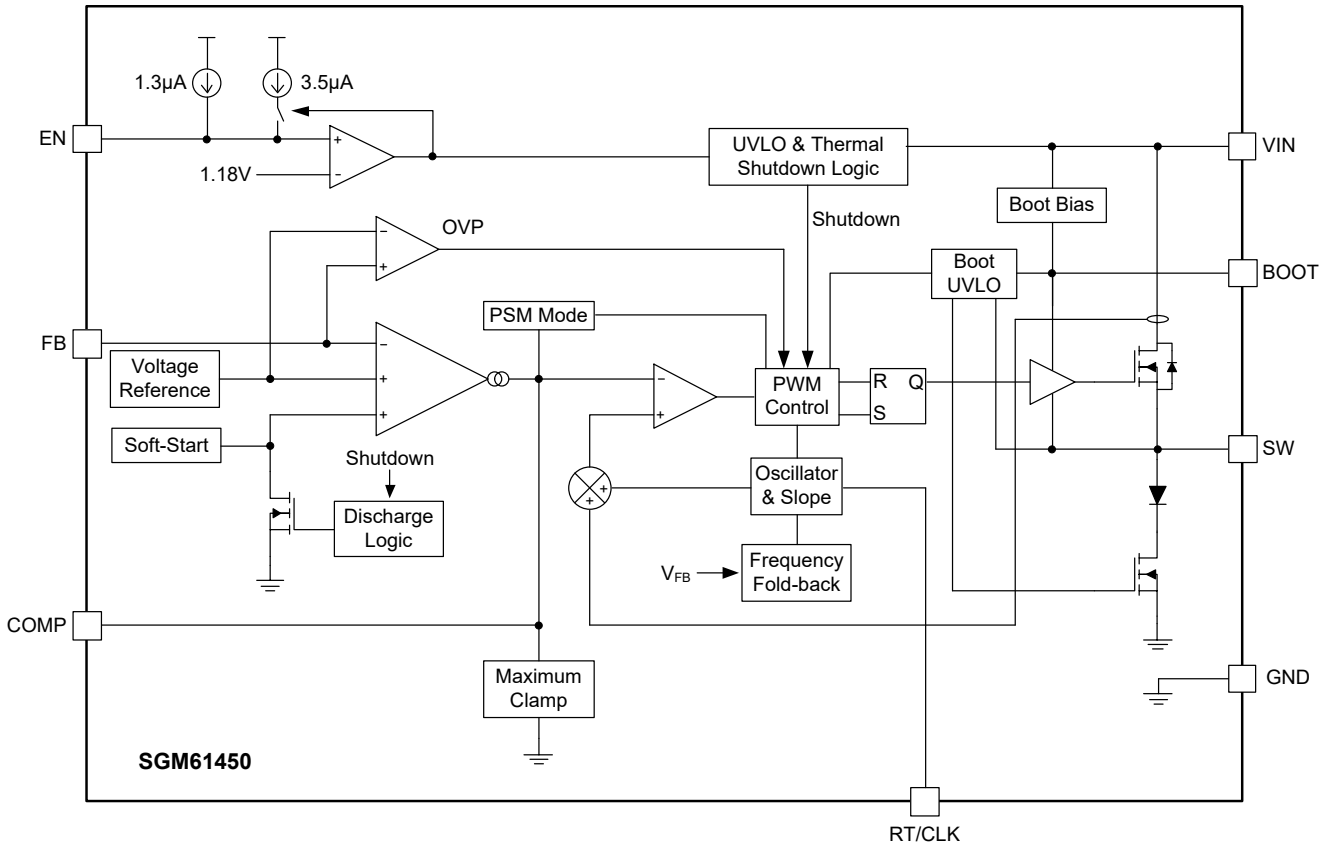 1.3µA
3.5µA
EN
+
−
1.18V
UVLO & Thermal
Shutdown Logic
VIN
Boot Bias
Shutdown
OVP
−
+
Boot
UVLO
BOOT
PSM Mode
FB
Voltage
Reference
−
+
+
−
+
PWM
Control
R
Q
S
Soft-Start
SW
Shutdown
Discharge
Logic
+
+
Oscillator
& Slope
VFB
Frequency
Fold-back
COMP
Maximum
Clamp
GND
SGM61450
RT/CLK